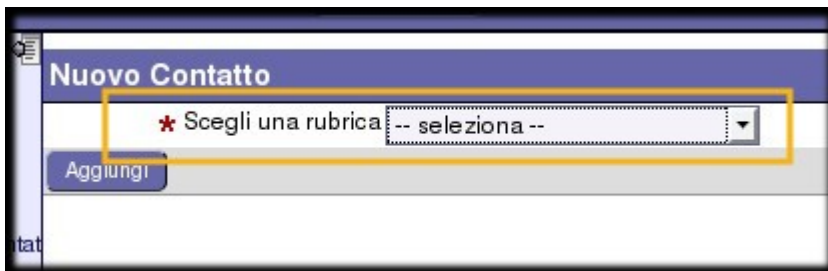 Nuovo Contatto
* Scegli una rubrica -- seleziona --
Aggiungi